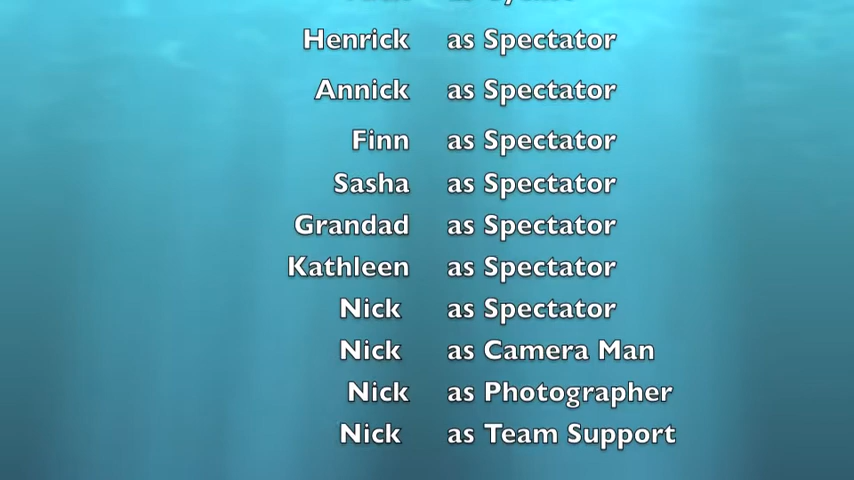 Henrick as Spectator
Annick as Spectator
Finn as Spectator
Sasha as Spectator
Grandad as Spectator
Kathleen as Spectator
Nick as Spectator
Nick as Camera Man
Nick as Photographer
Nick as Team Support